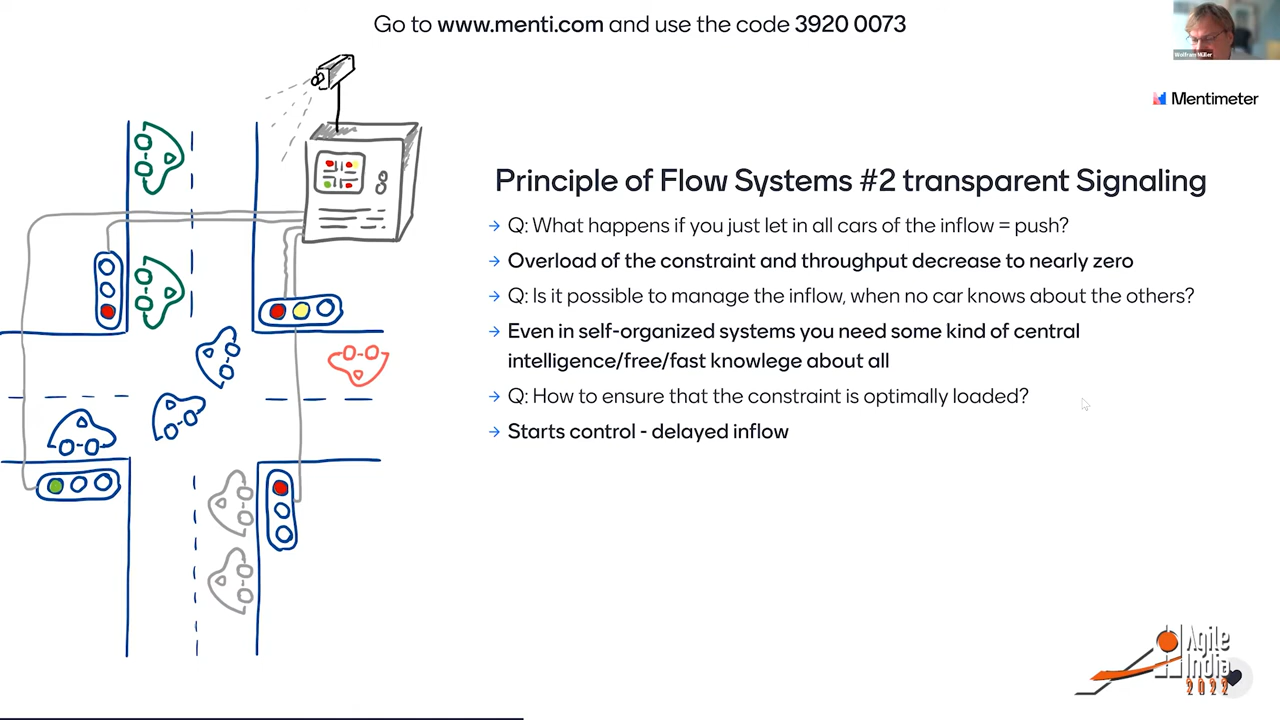 Go to www.menti.com and use the code 3920 0073
Wolfram Müller
Mentimeter
Principle of Flow Systems #2 transparent Signaling
Q: What happens if you just let in all cars of the inflow = push?
Overload of the constraint and throughput decrease to nearly zero
Q: Is it possible to manage the inflow, when no car knows about the others?
Even in self-organized systems you need some kind of central
intelligence/free/fast knowlege about all
Q: How to ensure that the constraint is optimally loaded?
Starts control - delayed inflow
Agile
India
2022